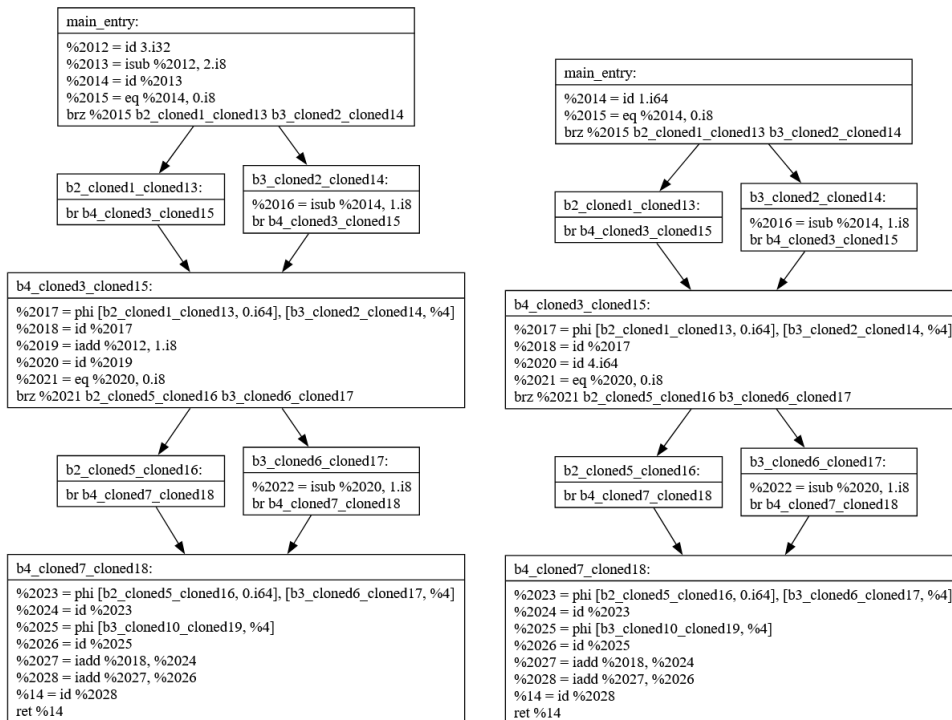 main_entry:
%2012 = id 3.i32
%2013 = isub %2012, 2.i8
%2014 = id %2013
%2015 = eq %2014, 0.i8
brz %2015 b2_cloned1_cloned13 b3_cloned2_cloned14
b2_cloned1_cloned13:
br b4_cloned3_cloned15
b3_cloned2_cloned14:
%2016 = isub %2014, 1.i8
br b4_cloned3_cloned15
b4_cloned3_cloned15:
%2017 = phi [b2_cloned1_cloned13, 0.i64], [b3_cloned2_cloned14, %4]
%2018 = id %2017
%2019 = iadd %2012, 1.i8
%2020 = id %2019
%2021 = eq %2020, 0.i8
brz %2021 b2_cloned5_cloned16 b3_cloned6_cloned17
b2_cloned5_cloned16:
br b4_cloned7_cloned18
b3_cloned6_cloned17:
%2022 = isub %2020, 1.i8
br b4_cloned7_cloned18
b4_cloned7_cloned18:
%2023 = phi [b2_cloned5_cloned16, 0.i64], [b3_cloned6_cloned17, %4]
%2024 = id %2023
%2025 = phi [b3_cloned10_cloned19, %4]
%2026 = id %2025
%2027 = iadd %2018, %2024
%2028 = iadd %2027, %2026
%14 = id %2028
ret %14
main_entry:
%2014 = id 1.i64
%2015 = eq %2014, 0.i8
brz %2015 b2_cloned1_cloned13 b3_cloned2_cloned14
b2_cloned1_cloned13:
br b4_cloned3_cloned15
b3_cloned2_cloned14:
%2016 = isub %2014, 1.i8
br b4_cloned3_cloned15
b4_cloned3_cloned15:
%2017 = phi [b2_cloned1_cloned13, 0.i64], [b3_cloned2_cloned14, %4]
%2018 = id %2017
%2020 = id 4.i64
%2021 = eq %2020, 0.i8
brz %2021 b2_cloned5_cloned16 b3_cloned6_cloned17
b2_cloned5_cloned16:
br b4_cloned7_cloned18
b3_cloned6_cloned17:
%2022 = isub %2020, 1.i8
br b4_cloned7_cloned18
b4_cloned7_cloned18:
%2023 = phi [b2_cloned5_cloned16, 0.i64], [b3_cloned6_cloned17, %4]
%2024 = id %2023
%2025 = phi [b3_cloned10_cloned19, %4]
%2026 = id %2025
%2027 = iadd %2018, %2024
%2028 = iadd %2027, %2026
%14 = id %2028
ret %14